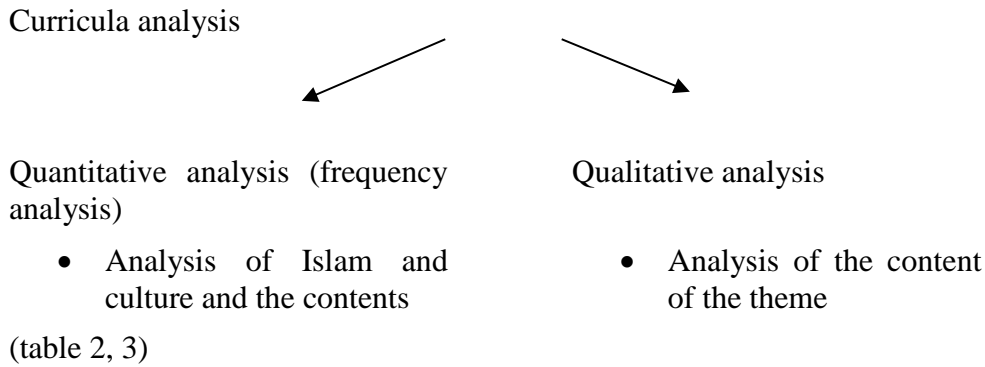 Curricula analysis
Quantitative analysis (frequency
analysis)
• Analysis of Islam and
culture and the contents
(table 2, 3)
Qualitative analysis
• Analysis of the content
of the theme